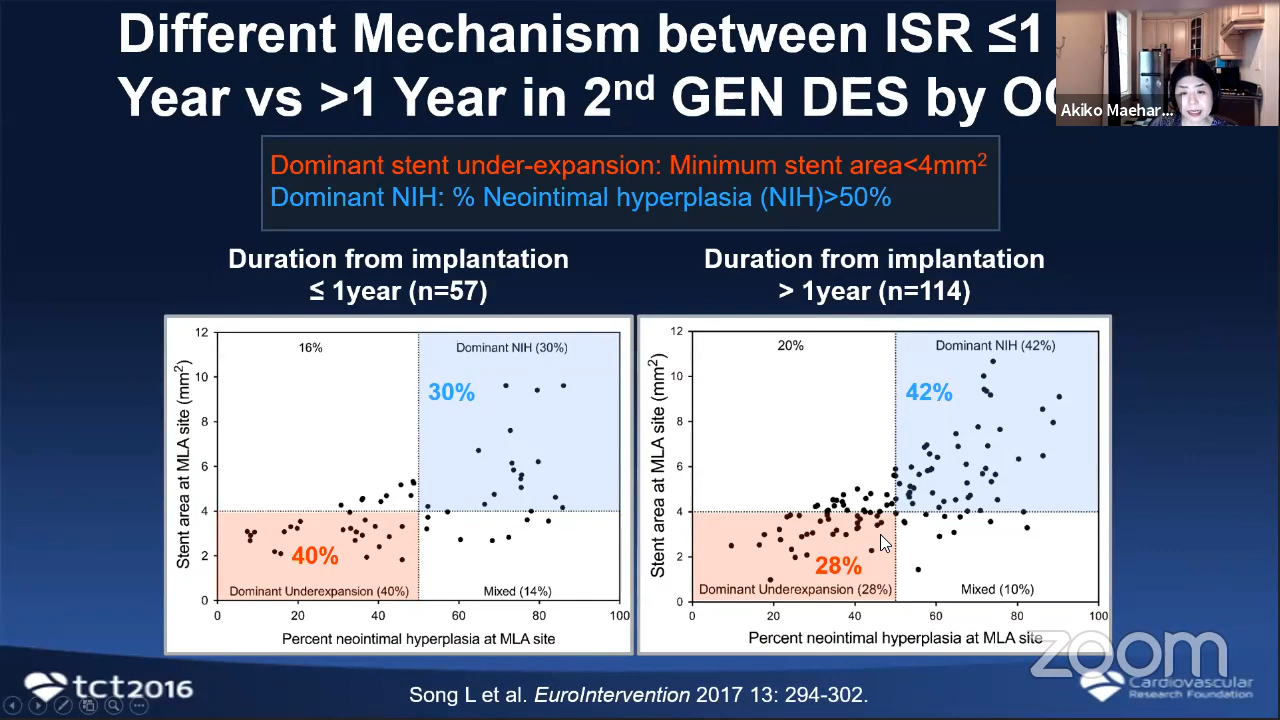 Different Mechanism between ISR ≤1
Year vs >1 Year in 2nd GEN DES by
Akiko Maehar...
Dominant stent under-expansion: Minimum stent area<4mm2
Dominant NIH: % Neointimal hyperplasia (NIH)>50%
Duration from implantation
≤ 1year (n=57)
Duration from implantation
> 1year (n=114)
Stent area at MLA site (mm2)
12
10
8
6
4
2
0
16%
Dominant NIH (30%)
30%
40%
Dominant Underexpansion (40%)
Mixed (14%)
0 20 40 60 80 100
Percent neointimal hyperplasia at MLA site
Stent area at MLA site (mm2)
12
10
8
6
4
2
0
20%
Dominant NIH (42%)
42%
28%
Dominant Underexpansion (28%)
Mixed (10%)
0 20 40 60 80 100
Percent neointimal hyperplasia at MLA site
zoom
tct2016
Song L et al. EuroIntervention 2017 13: 294-302.
Cardiovascular
Research Foundation